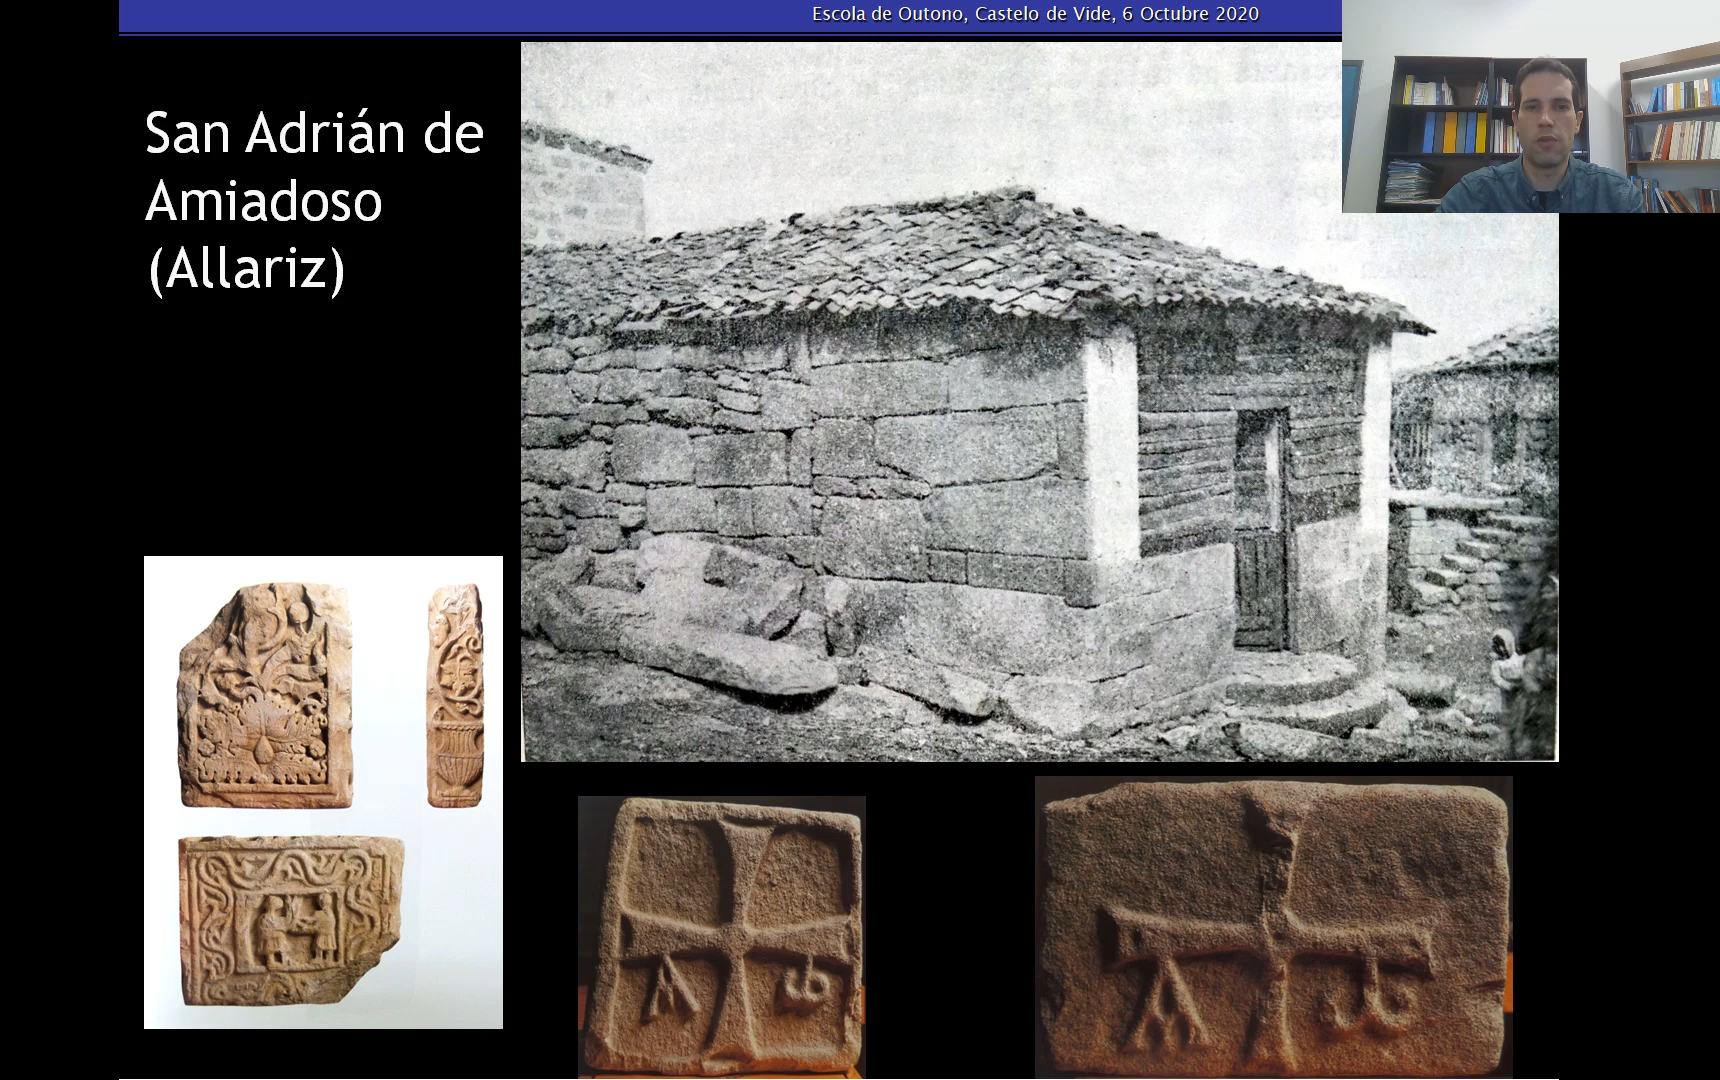 Escola de Outono, Castelo de Vide, 6 Octubre 2020
San Adrián de
Amiadoso
(Allariz)